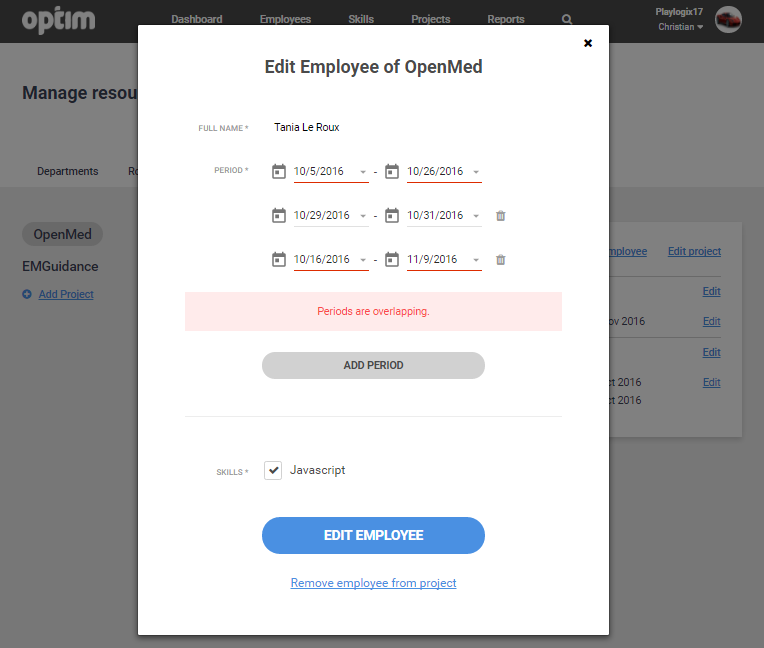 optim
Dashboard Employees Skills Projects Reports
Playlogix17
Christian
Manage resou
Departments
Ro
OpenMed
EMGuidance
Add Project
mployee Edit project
Edit
ov 2016 Edit
Edit
ct 2016 Edit
ct 2016
Edit Employee of OpenMed
FULL NAME * Tania Le Roux
PERIOD * 10/5/2016 - 10/26/2016
10/29/2016 - 10/31/2016
10/16/2016 - 11/9/2016
Periods are overlapping.
ADD PERIOD
SKILLS * Javascript
EDIT EMPLOYEE
Remove employee from project